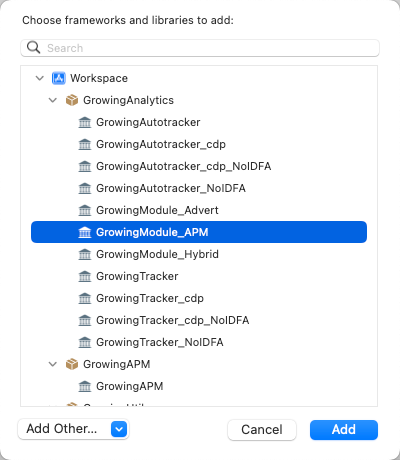 Choose frameworks and libraries to add:
Search
Workspace
GrowingAnalytics
GrowingAutotracker
GrowingAutotracker_cdp
GrowingAutotracker_cdp_NoIDFA
GrowingAutotracker_NoIDFA
GrowingModule_Advert
GrowingModule_APM
GrowingModule_Hybrid
GrowingTracker
GrowingTracker_cdp
GrowingTracker_cdp_NoIDFA
GrowingTracker_NoIDFA
GrowingAPM
GrowingAPM
Add Other... Cancel Add